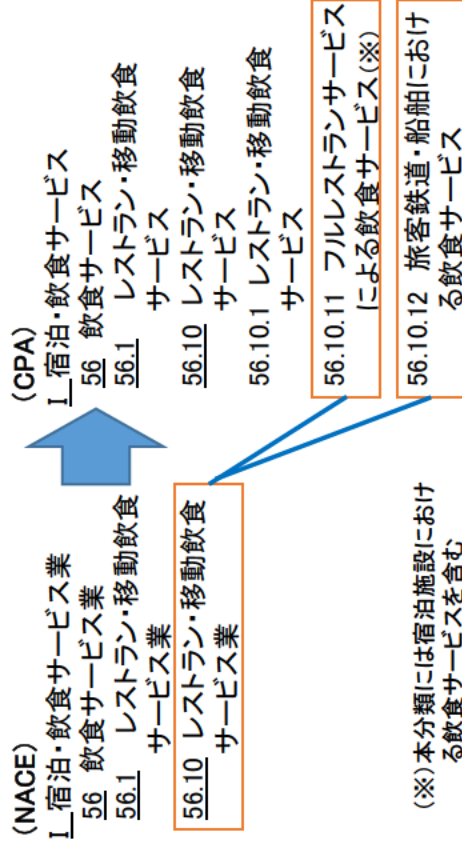 (NACE)
I 宿泊・飲食サービス業
56 飲食サービス業
56.1 レストラン・移動飲食
サービス業
56.10 レストラン・移動飲食
サービス業
(※)本分類には宿泊施設におけ
る飲食サービスを含む
(CPA)
I 宿泊・飲食サービス
56 飲食サービス
56.1 レストラン・移動飲食
サービス
56.10 レストラン・移動飲食
サービス
56.10.1 レストラン・移動飲食
サービス
56.10.11 フルレストランサービス
による飲食サービス(※)
56.10.12 旅客鉄道・船舶におけ
る飲食サービス